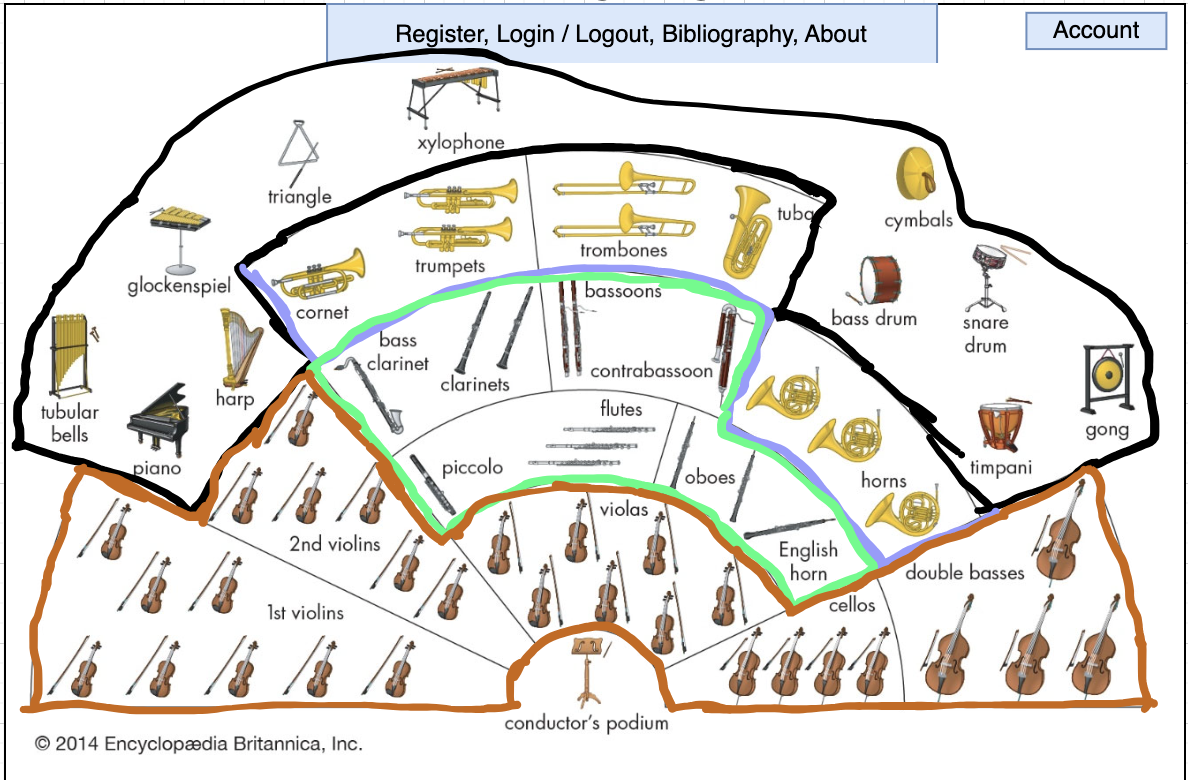 Register, Login / Logout, Bibliography, About
Account
xylophone
triangle
cymbals
glockenspiel
trumpets
trombones
tuba
cornet
bassoons
bass drum
snare
drum
tubular
bells
piano
harp
bass
clarinet
clarinets
contrabassoon
flutes
piccolo
oboes
horns
timpani
gong
English
horn
2nd violins
violas
1st violins
cellos
double basses
conductor's podium
© 2014 Encyclopædia Britannica, Inc.